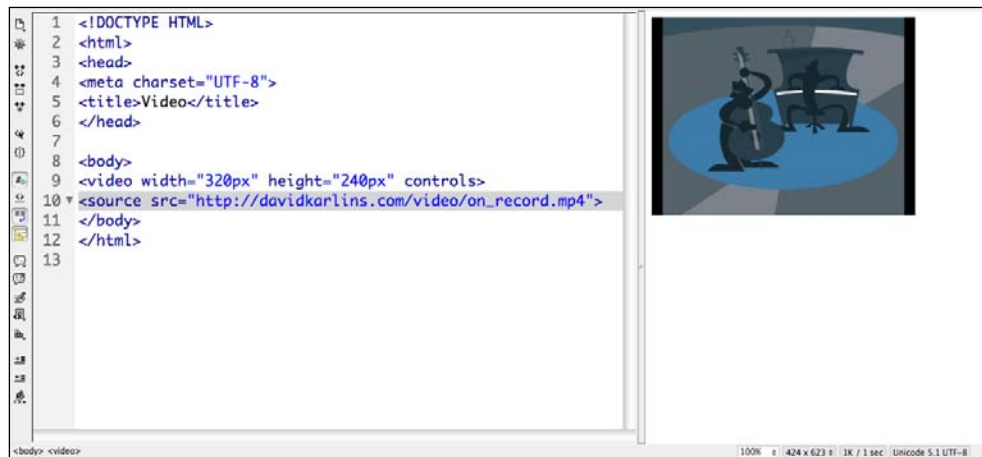 1 <!DOCTYPE HTML>
2 <html>
3 <head>
4 <meta charset="UTF-8">
5 <title>Video</title>
6 </head>
7
8 <body>
9 <video width="320px" height="240px" controls>
10 <source src="http://davidkarlins.com/video/on_record.mp4">
11 </body>
12 </html>
13
<body> <video>
100% 424 x 623 1K / 1 sec Unicode 5.1 UTF-8